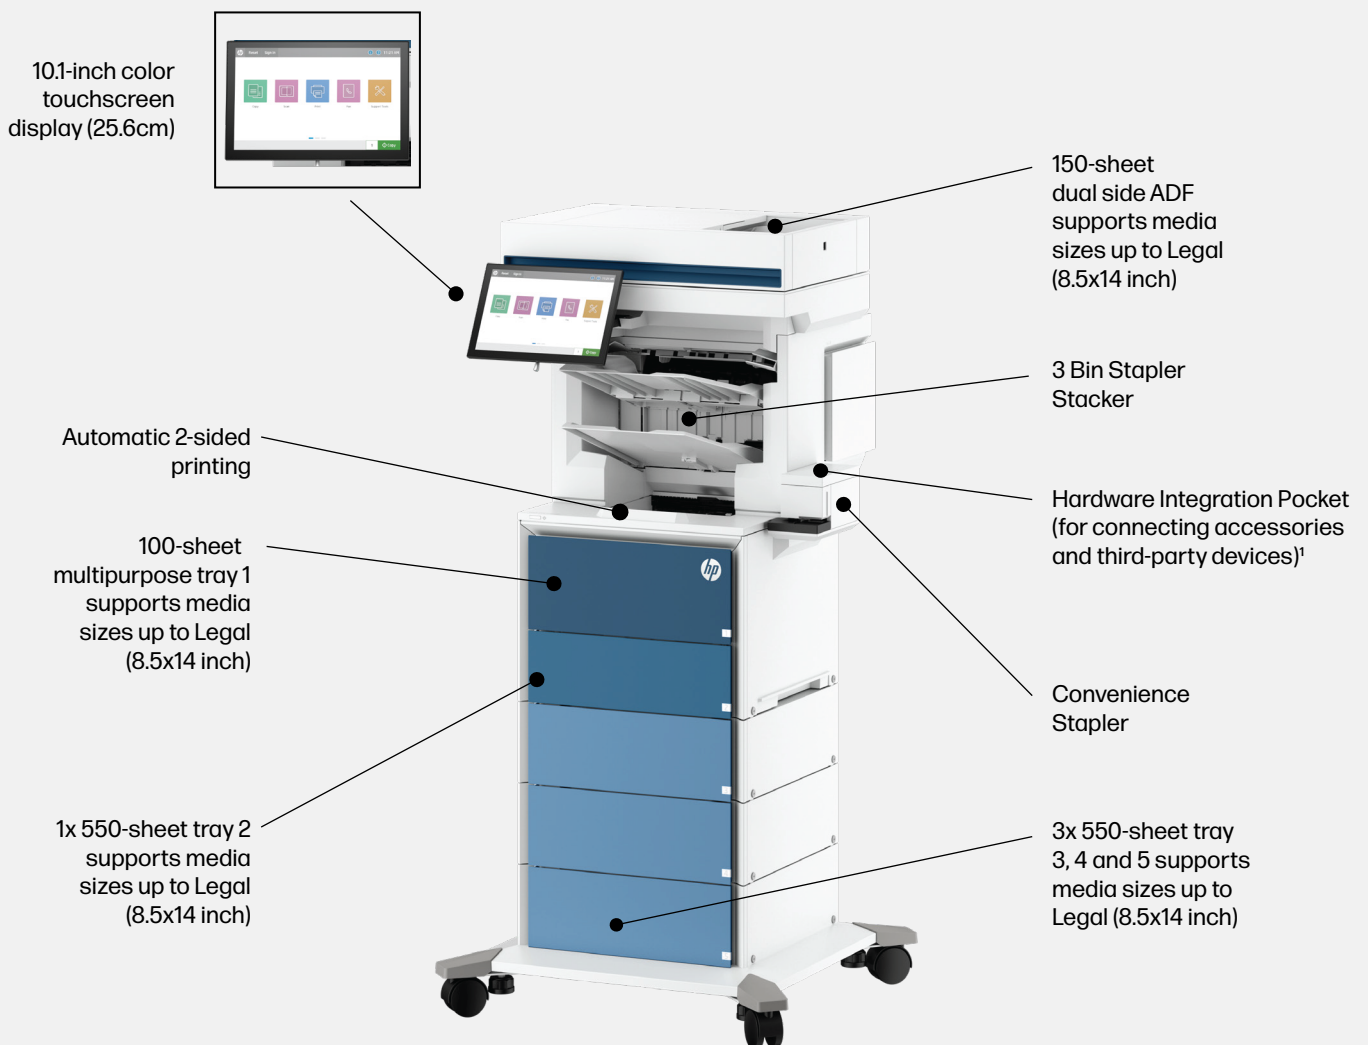 10.1-inch color
touchscreen
display (25.6cm)
150-sheet
dual side ADF
supports media
sizes up to Legal
(8.5x14 inch)
3 Bin Stapler
Stacker
Automatic 2-sided
printing
Hardware Integration Pocket
(for connecting accessories
and third-party devices)¹
100-sheet
multipurpose tray 1
supports media
sizes up to Legal
(8.5x14 inch)
hp
Convenience
Stapler
1x 550-sheet tray 2
supports media
sizes up to Legal
(8.5x14 inch)
3x 550-sheet tray
3, 4 and 5 supports
media sizes up to
Legal (8.5x14 inch)